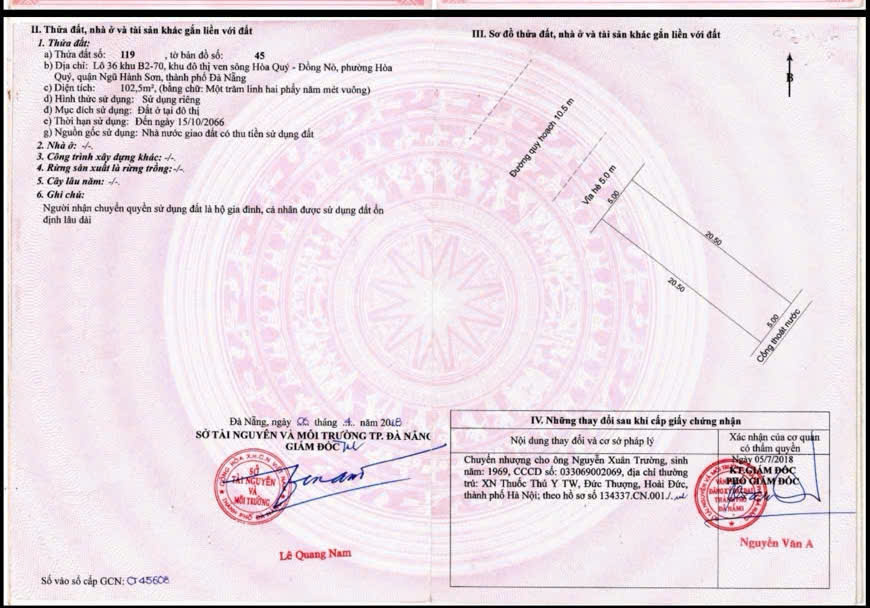 II. Thửa đất, nhà ở và tài sản khác gắn liền với đất
1. Thửa đất:
a) Thửa đất số: 119 , tờ bản đồ số: 45
b) Địa chỉ: Lô 36 khu B2-70, khu đô thị ven sông Hòa Quý - Đồng Nò, phường Hòa
Quý, quận Ngũ Hành Sơn, thành phố Đà Nẵng
c) Diện tích: 102,5m², (bằng chữ: Một trăm linh hai phẩy năm mét vuông)
d) Hình thức sử dụng: Sử dụng riêng
đ) Mục đích sử dụng: Đất ở tại đô thị
e) Thời hạn sử dụng: Đến ngày 15/10/2066
g) Nguồn gốc sử dụng: Nhà nước giao đất có thu tiền sử dụng đất
2. Nhà ở: -/-.
3. Công trình xây dựng khác: -/-.
4. Rừng sản xuất là rừng trồng:-/-.
5. Cây lâu năm: -/-.
6. Ghi chú:
Người nhận chuyển quyền sử dụng đất là hộ gia đình, cá nhân được sử dụng đất ổn
định lâu dài
Đà Nẵng, ngày tháng năm 2018
SỞ TÀI NGUYÊN VÀ MÔI TRƯỜNG TP. ĐÀ NẴNG
GIÁM ĐỐC
SỞ
TÀI NGUYÊN
VÀ
MÔI TRƯỜNG
Lê Quang Nam
Số vào sổ cấp GCN: CT45608
III. Sơ đồ thửa đất, nhà ở và tài sản khác gắn liền với đất
B
Đường quy hoạch 10.5 m
Vỉa hè 5.0 m
5.00
20.50
20.50
5.00
Cống thoát nước
IV. Những thay đổi sau khi cấp giấy chứng nhận
Nội dung thay đổi và cơ sở pháp lý
Xác nhận của cơ quan
có thẩm quyền
Chuyển nhượng cho ông Nguyễn Xuân Trường, sinh
năm: 1969, CCCD số: 033069002069, địa chỉ thường
trú: XN Thuốc Thú Y TW, Đức Thượng, Hoài Đức,
thành phố Hà Nội; theo hồ sơ số 134337.CN.001./.
Ngày 05/7/2018
KT.GIÁM ĐỐC
PHÓ GIÁM ĐỐC
Nguyễn Văn A